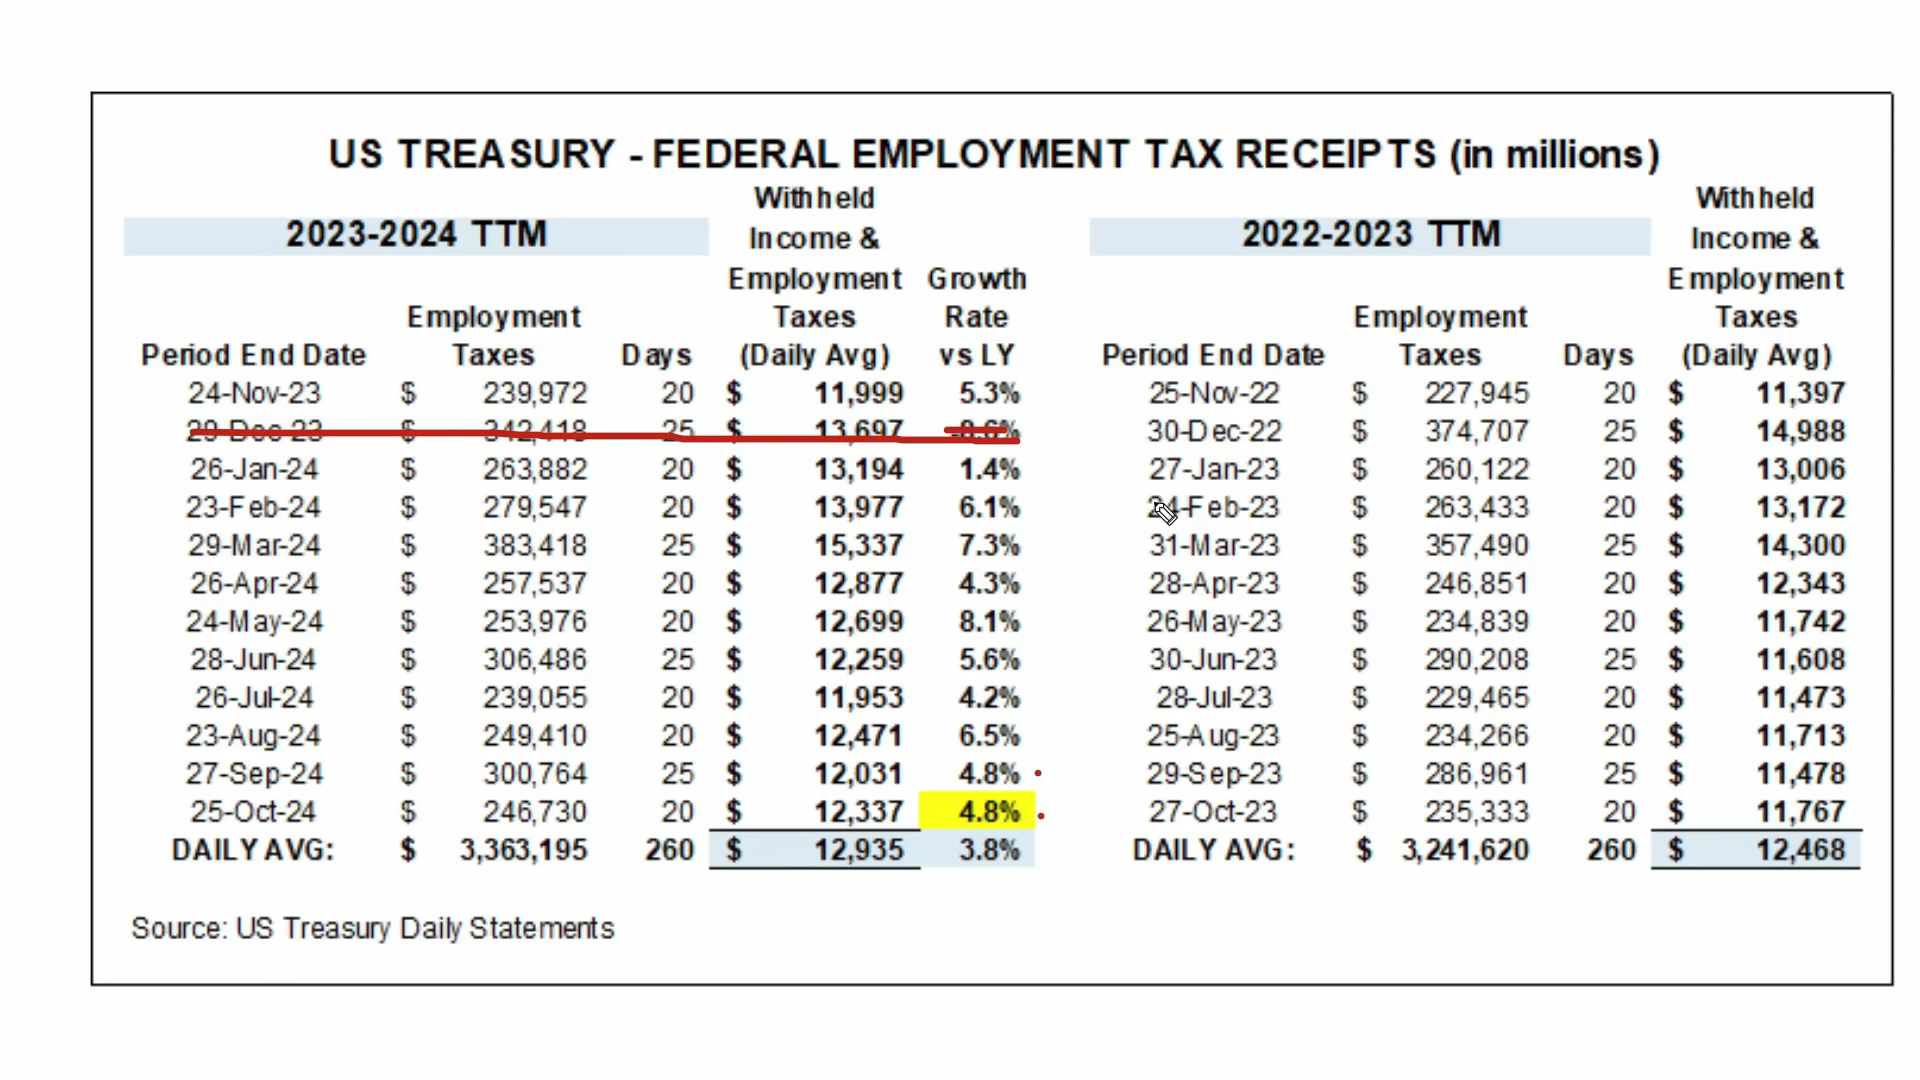 US TREASURY - FEDERAL EMPLOYMENT TAX RECEIPTS (in millions)
2023-2024 TTM
2022-2023 TTM
Period End Date Employment Taxes Days Withheld Income & Employment Taxes (Daily Avg) Growth Rate vs LY Period End Date Employment Taxes Days Withheld Income & Employment Taxes (Daily Avg)
24-Nov-23 $ 239,972 20 $ 11,999 5.3% 25-Nov-22 $ 227,945 20 $ 11,397
29-Dec-23 $ 342,418 25 $ 13,697 -8.6% 30-Dec-22 $ 374,707 25 $ 14,988
26-Jan-24 $ 263,882 20 $ 13,194 1.4% 27-Jan-23 $ 260,122 20 $ 13,006
23-Feb-24 $ 279,547 20 $ 13,977 6.1% 24-Feb-23 $ 263,433 20 $ 13,172
29-Mar-24 $ 383,418 25 $ 15,337 7.3% 31-Mar-23 $ 357,490 25 $ 14,300
26-Apr-24 $ 257,537 20 $ 12,877 4.3% 28-Apr-23 $ 246,851 20 $ 12,343
24-May-24 $ 253,976 20 $ 12,699 8.1% 26-May-23 $ 234,839 20 $ 11,742
28-Jun-24 $ 306,486 25 $ 12,259 5.6% 30-Jun-23 $ 290,208 25 $ 11,608
26-Jul-24 $ 239,055 20 $ 11,953 4.2% 28-Jul-23 $ 229,465 20 $ 11,473
23-Aug-24 $ 249,410 20 $ 12,471 6.5% 25-Aug-23 $ 234,266 20 $ 11,713
27-Sep-24 $ 300,764 25 $ 12,031 4.8% 29-Sep-23 $ 286,961 25 $ 11,478
25-Oct-24 $ 246,730 20 $ 12,337 4.8% 27-Oct-23 $ 235,333 20 $ 11,767
DAILY AVG: $ 3,363,195 260 $ 12,935 3.8% DAILY AVG: $ 3,241,620 260 $ 12,468
Source: US Treasury Daily Statements